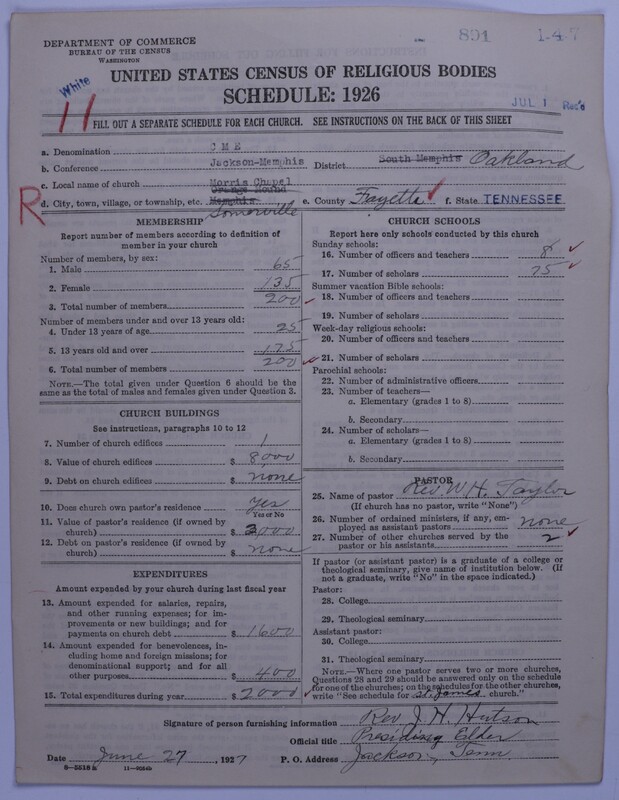 DEPARTMENT OF COMMERCE
BUREAU OF THE CENSUS
WASHINGTON
891 1-4-7
White
11
UNITED STATES CENSUS OF RELIGIOUS BODIES
SCHEDULE: 1926
JUL 1 Rec'd
FILL OUT A SEPARATE SCHEDULE FOR EACH CHURCH. SEE INSTRUCTIONS ON THE BACK OF THIS SHEET
a. Denomination C M E
b. Conference Jackson-Memphis District South Memphis Oakland
c. Local name of church Morris Chapel
R
d. City, town, village, or township, etc. Memphis Somerville, e. County Fayette f. State TENNESSEE
MEMBERSHIP
Report number of members according to definition of
member in your church
Number of members, by sex:
1. Male 65
2. Female 135
3. Total number of members 200
Number of members under and over 13 years old:
4. Under 13 years of age 25
5. 13 years old and over 175
6. Total number of members 200
NOTE.—The total given under Question 6 should be
same as the total of males and females given under Question 3.
CHURCH BUILDINGS
See instructions, paragraphs 10 to 12
7. Number of church edifices 1
8. Value of church edifices $ 8,000
9. Debt on church edifices $ none
10. Does church own pastor's residence Yes
Yes or No
11. Value of pastor's residence (if owned by
church) $ 2000
12. Debt on pastor's residence (if owned by
church) $ none
EXPENDITURES
Amount expended by your church during last fiscal year
13. Amount expended for salaries, repairs,
and other running expenses; for im-
provements or new buildings; and for
payments on church debt $ 1600
14. Amount expended for benevolences, in-
cluding home and foreign missions; for
denominational support; and for all
other purposes $ 400
15. Total expenditures during year $ 2000
CHURCH SCHOOLS
Report here only schools conducted by this church
Sunday schools:
16. Number of officers and teachers 8
17. Number of scholars 75
Summer vacation Bible schools:
18. Number of officers and teachers
19. Number of scholars
Week-day religious schools:
20. Number of officers and teachers
21. Number of scholars
Parochial schools:
22. Number of administrative officers
23. Number of teachers—
a. Elementary (grades 1 to 8)
b. Secondary
24. Number of scholars—
a. Elementary (grades 1 to 8)
b. Secondary
PASTOR
25. Name of pastor Rev. W H. Taylor
(If church has no pastor, write "None")
26. Number of ordained ministers, if any, em-
ployed as assistant pastors none
27. Number of other churches served by the
pastor or his assistants 2
If pastor (or assistant pastor) is a graduate of a college or
theological seminary, give name of institution below. (If
not a graduate, write "No" in the space indicated.)
Pastor:
28. College
29. Theological seminary
Assistant pastor:
30. College
31. Theological seminary
NOTE.—Where one pastor serves two or more churches,
Questions 28 and 29 should be answered only on the schedule
for one of the churches; on the schedules for the other churches,
write "See schedule for St. James church."
Signature of person furnishing information Rev J. H. Hutson
Official title Presiding Elder
Date June 27, 1927 P. O. Address Jackson, Tenn